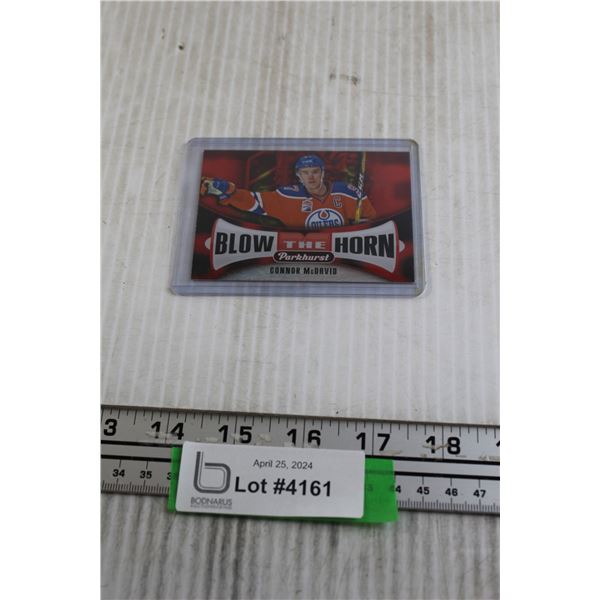 OILERS
BLOW THE HORN
Parkhurst
CONNOR McDAVID
3 14 15 16 17 18
34 35 44 45 46 47
April 25, 2024
Lot #4161
BODNARUS